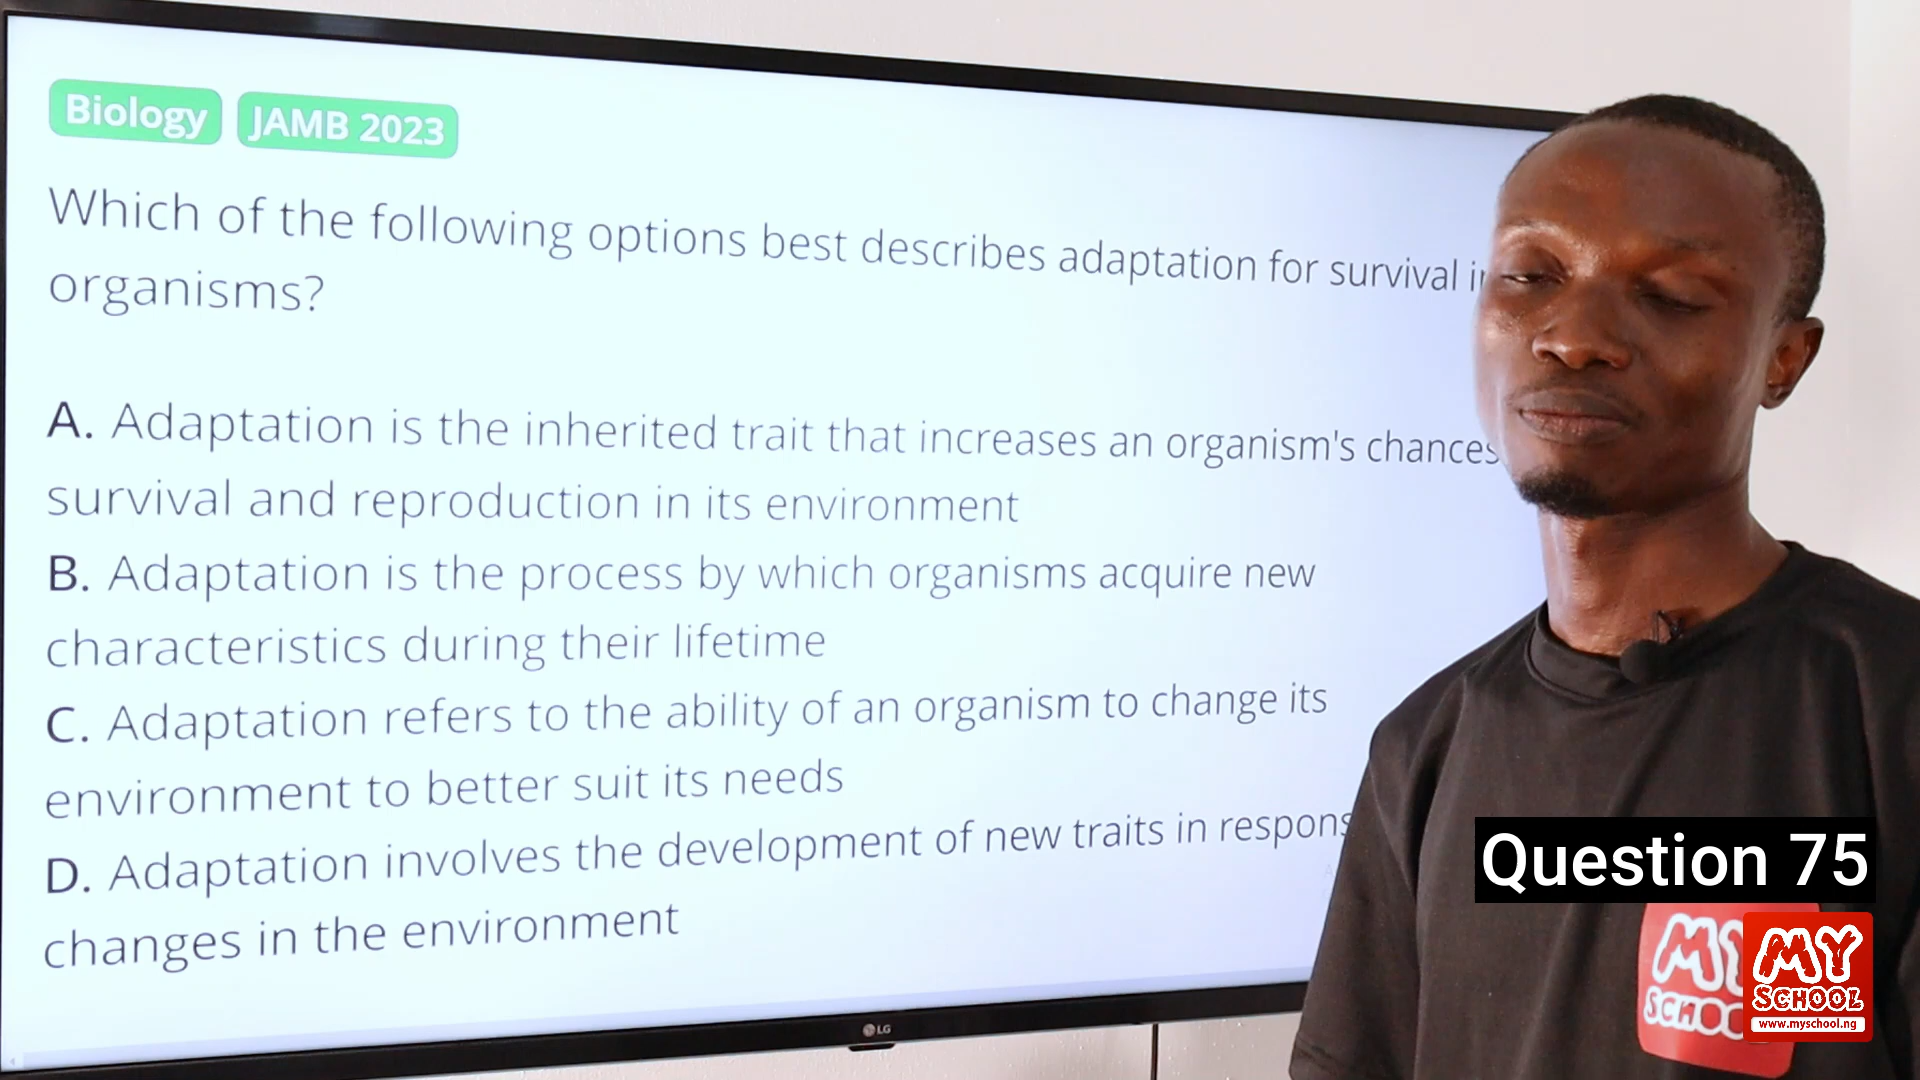 Biology JAMB 2023
Which of the following options best describes adaptation for survival
organisms?
A. Adaptation is the inherited trait that increases an organism's chances
survival and reproduction in its environment
B. Adaptation is the process by which organisms acquire new
characteristics during their lifetime
C. Adaptation refers to the ability of an organism to change its
environment to better suit its needs
D. Adaptation involves the development of new traits in respons
changes in the environment
Question 75
MY
SCHOOL
www.myschool.ng
LG